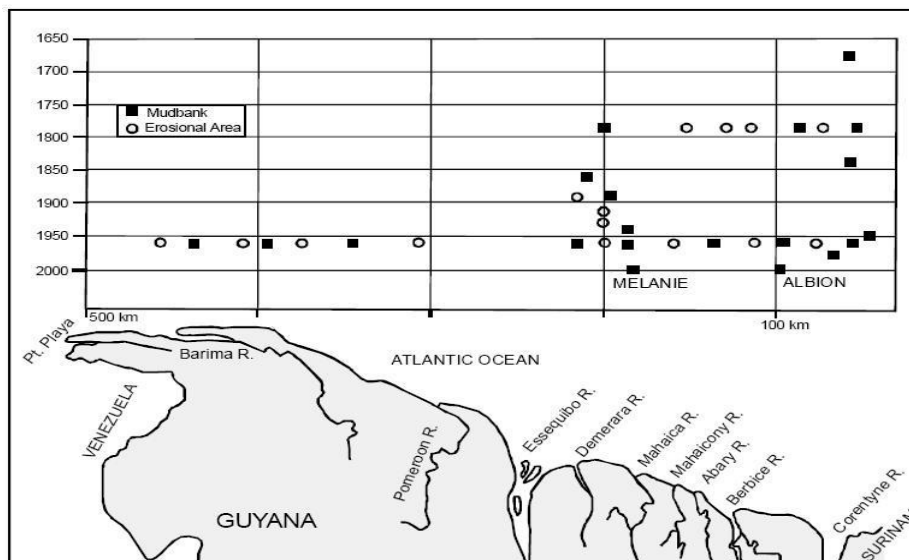 1650
1700
1750
1800
1850
1900
1950
2000
Mudbank
Erosional Area
MELANIE
ALBION
500 km
100 km
Pt. Playa
Barima R.
ATLANTIC OCEAN
VENEZUELA
Pomeroon R.
Essequibo R.
Demerara R.
Mahaica R.
Mahaicony R.
Abary R.
Berbice R.
Corentyne R.
SURINAM
GUYANA